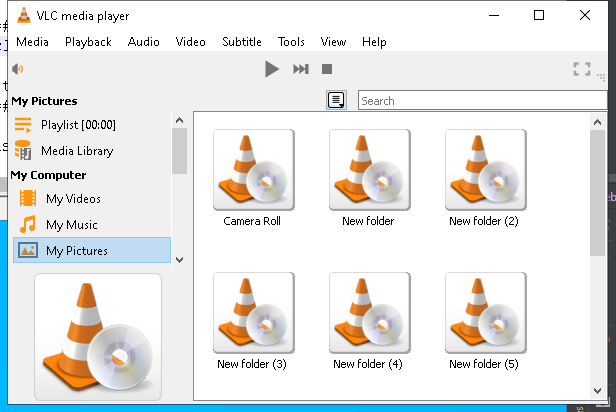 VLC media player
Media Playback Audio Video Subtitle Tools View Help
Search
My Pictures
Playlist [00:00]
Media Library
My Computer
My Videos
My Music
My Pictures
Camera Roll New folder New folder (2)
New folder (3) New folder (4) New folder (5)